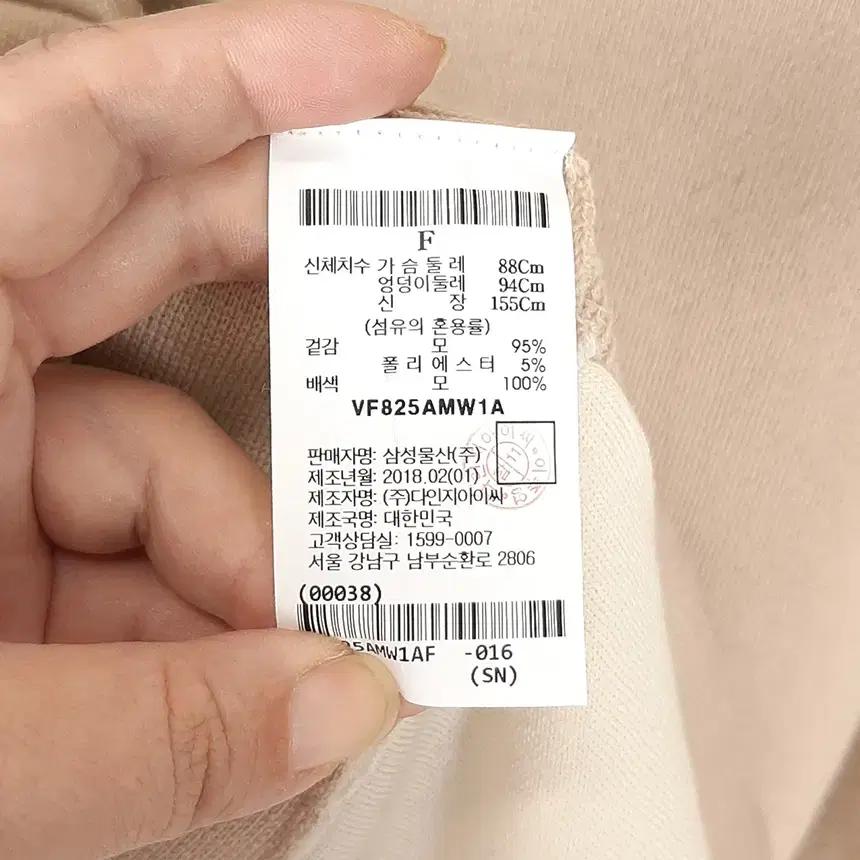 F
신체치수 가 슴 둘 레 88Cm
엉덩이둘레 94Cm
신 장 155Cm
(섬유의 혼용률)
겉감 모 95%
폴 리 에 스 터 5%
배색 모 100%
VF825AMW1A
판매자명: 삼성물산(주)
제조년월: 2018.02(01)
제조자명: (주)다인지아이씨
제조국명: 대한민국
고객상담실: 1599-0007
서울 강남구 남부순환로 2806
(00038)
25AMW1AF -016
(SN)